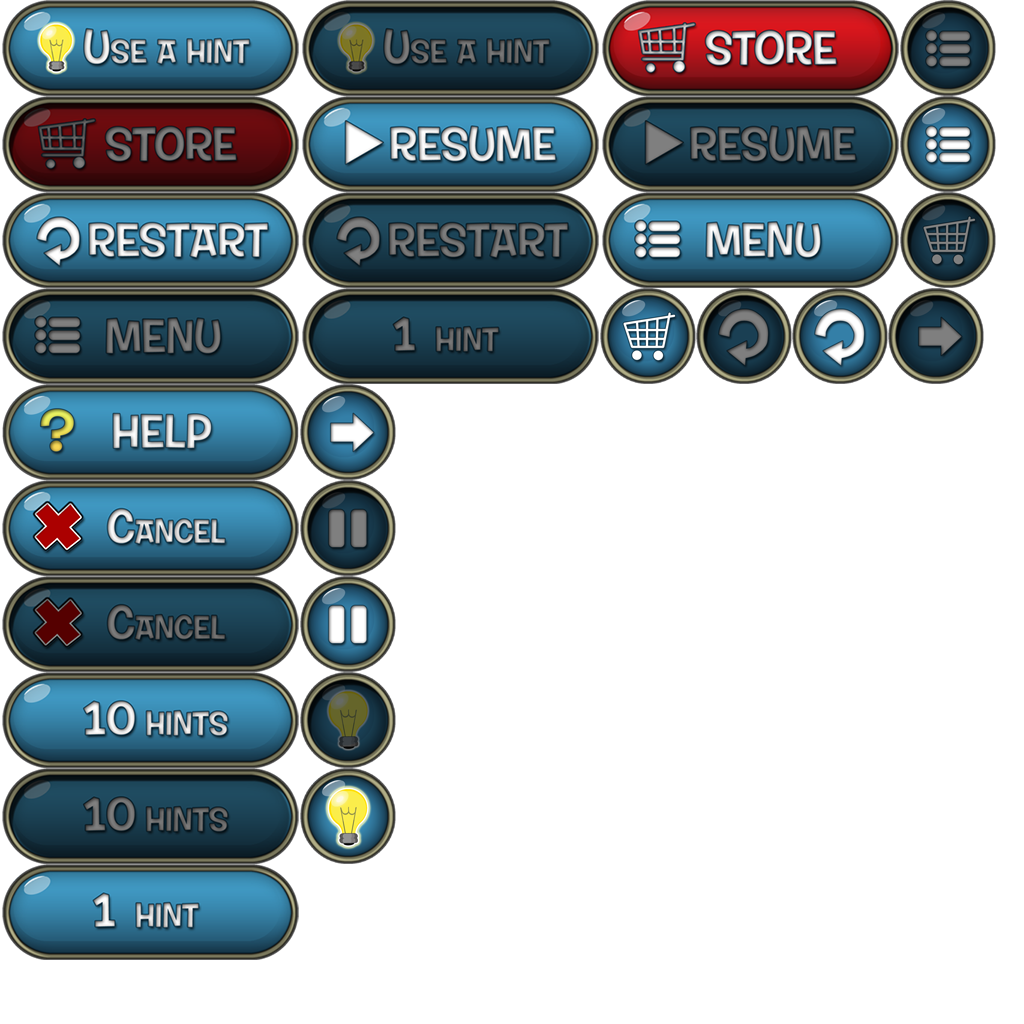 Use a hint
Use a hint
STORE
STORE
RESUME
RESUME
RESTART
RESTART
MENU
MENU
1 hint
HELP
Cancel
Cancel
10 hints
10 hints
1 hint